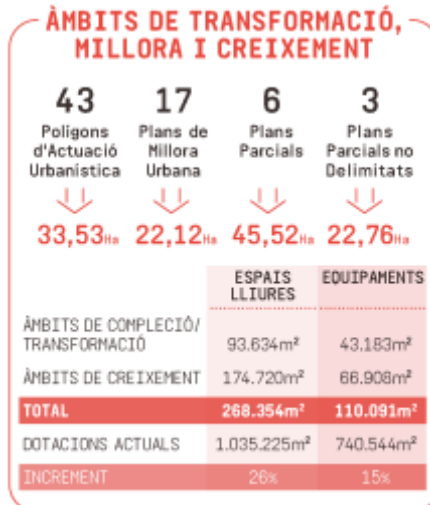 ÀMBITS DE TRANSFORMACIÓ,
MILLORA I CREIXEMENT
43 17 6 3
Polígons d'Actuació Urbanística
Plans de Millora Urbana
Plans Parcials
Plans Parcials no Delimitats
33,53Ha 22,12Ha 45,52Ha 22,76Ha
ESPAIS LLIURES EQUIPAMENTS
ÀMBITS DE COMPLECIÓ/
TRANSFORMACIÓ 93.634m² 43.183m²
ÀMBITS DE CREIXEMENT 174.720m² 66.908m²
TOTAL 268.354m² 110.091m²
DOTACIONS ACTUALS 1.035.225m² 740.544m²
INCREMENT 26% 15%